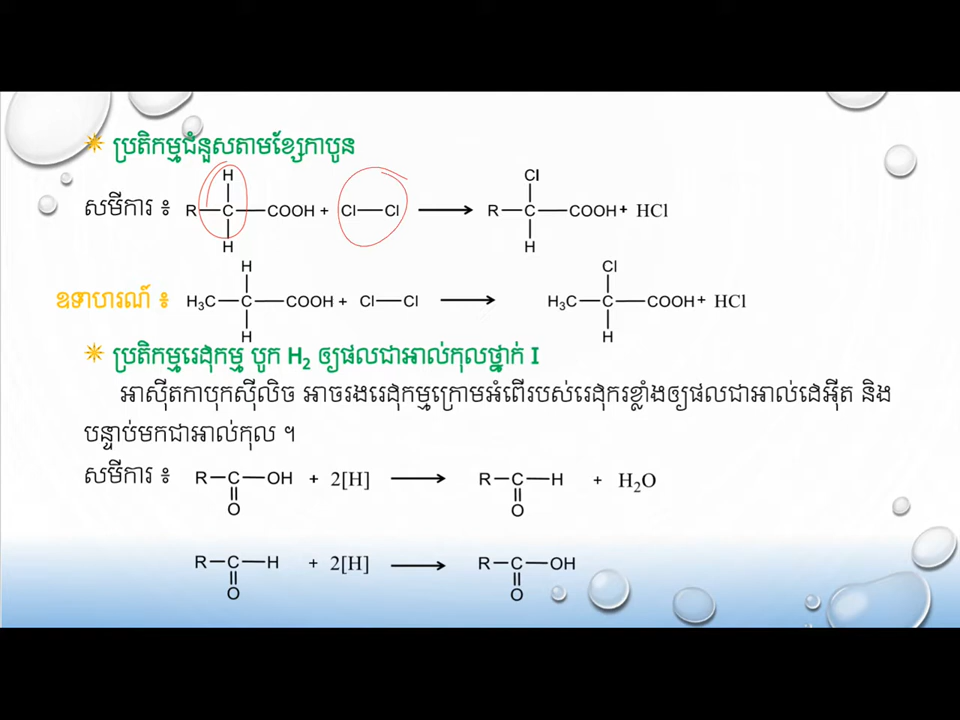 ប្រតិកម្មជំនួសតាមខ្សែកាបូន
H Cl
សមីការ ៖ R—C—COOH + Cl—Cl → R—C—COOH + HCl
H H
H Cl
ឧទាហរណ៍ ៖ H₃C—C—COOH + Cl—Cl → H₃C—C—COOH + HCl
H H
ប្រតិកម្មរេដុកម្ម បូក H₂ ឲ្យផលជាអាល់កុលថ្នាក់ I
អាស៊ីតកាបុកស៊ីលិច អាចរងរេដុកម្មក្រោមអំពើរបស់រេដុករខ្លាំងឲ្យផលជាអាល់ដេអ៊ីត និង
បន្ទាប់មកជាអាល់កុល ។
សមីការ ៖ R—C—OH + 2[H] → R—C—H + H₂O
O O
R—C—H + 2[H] → R—C—OH
O O